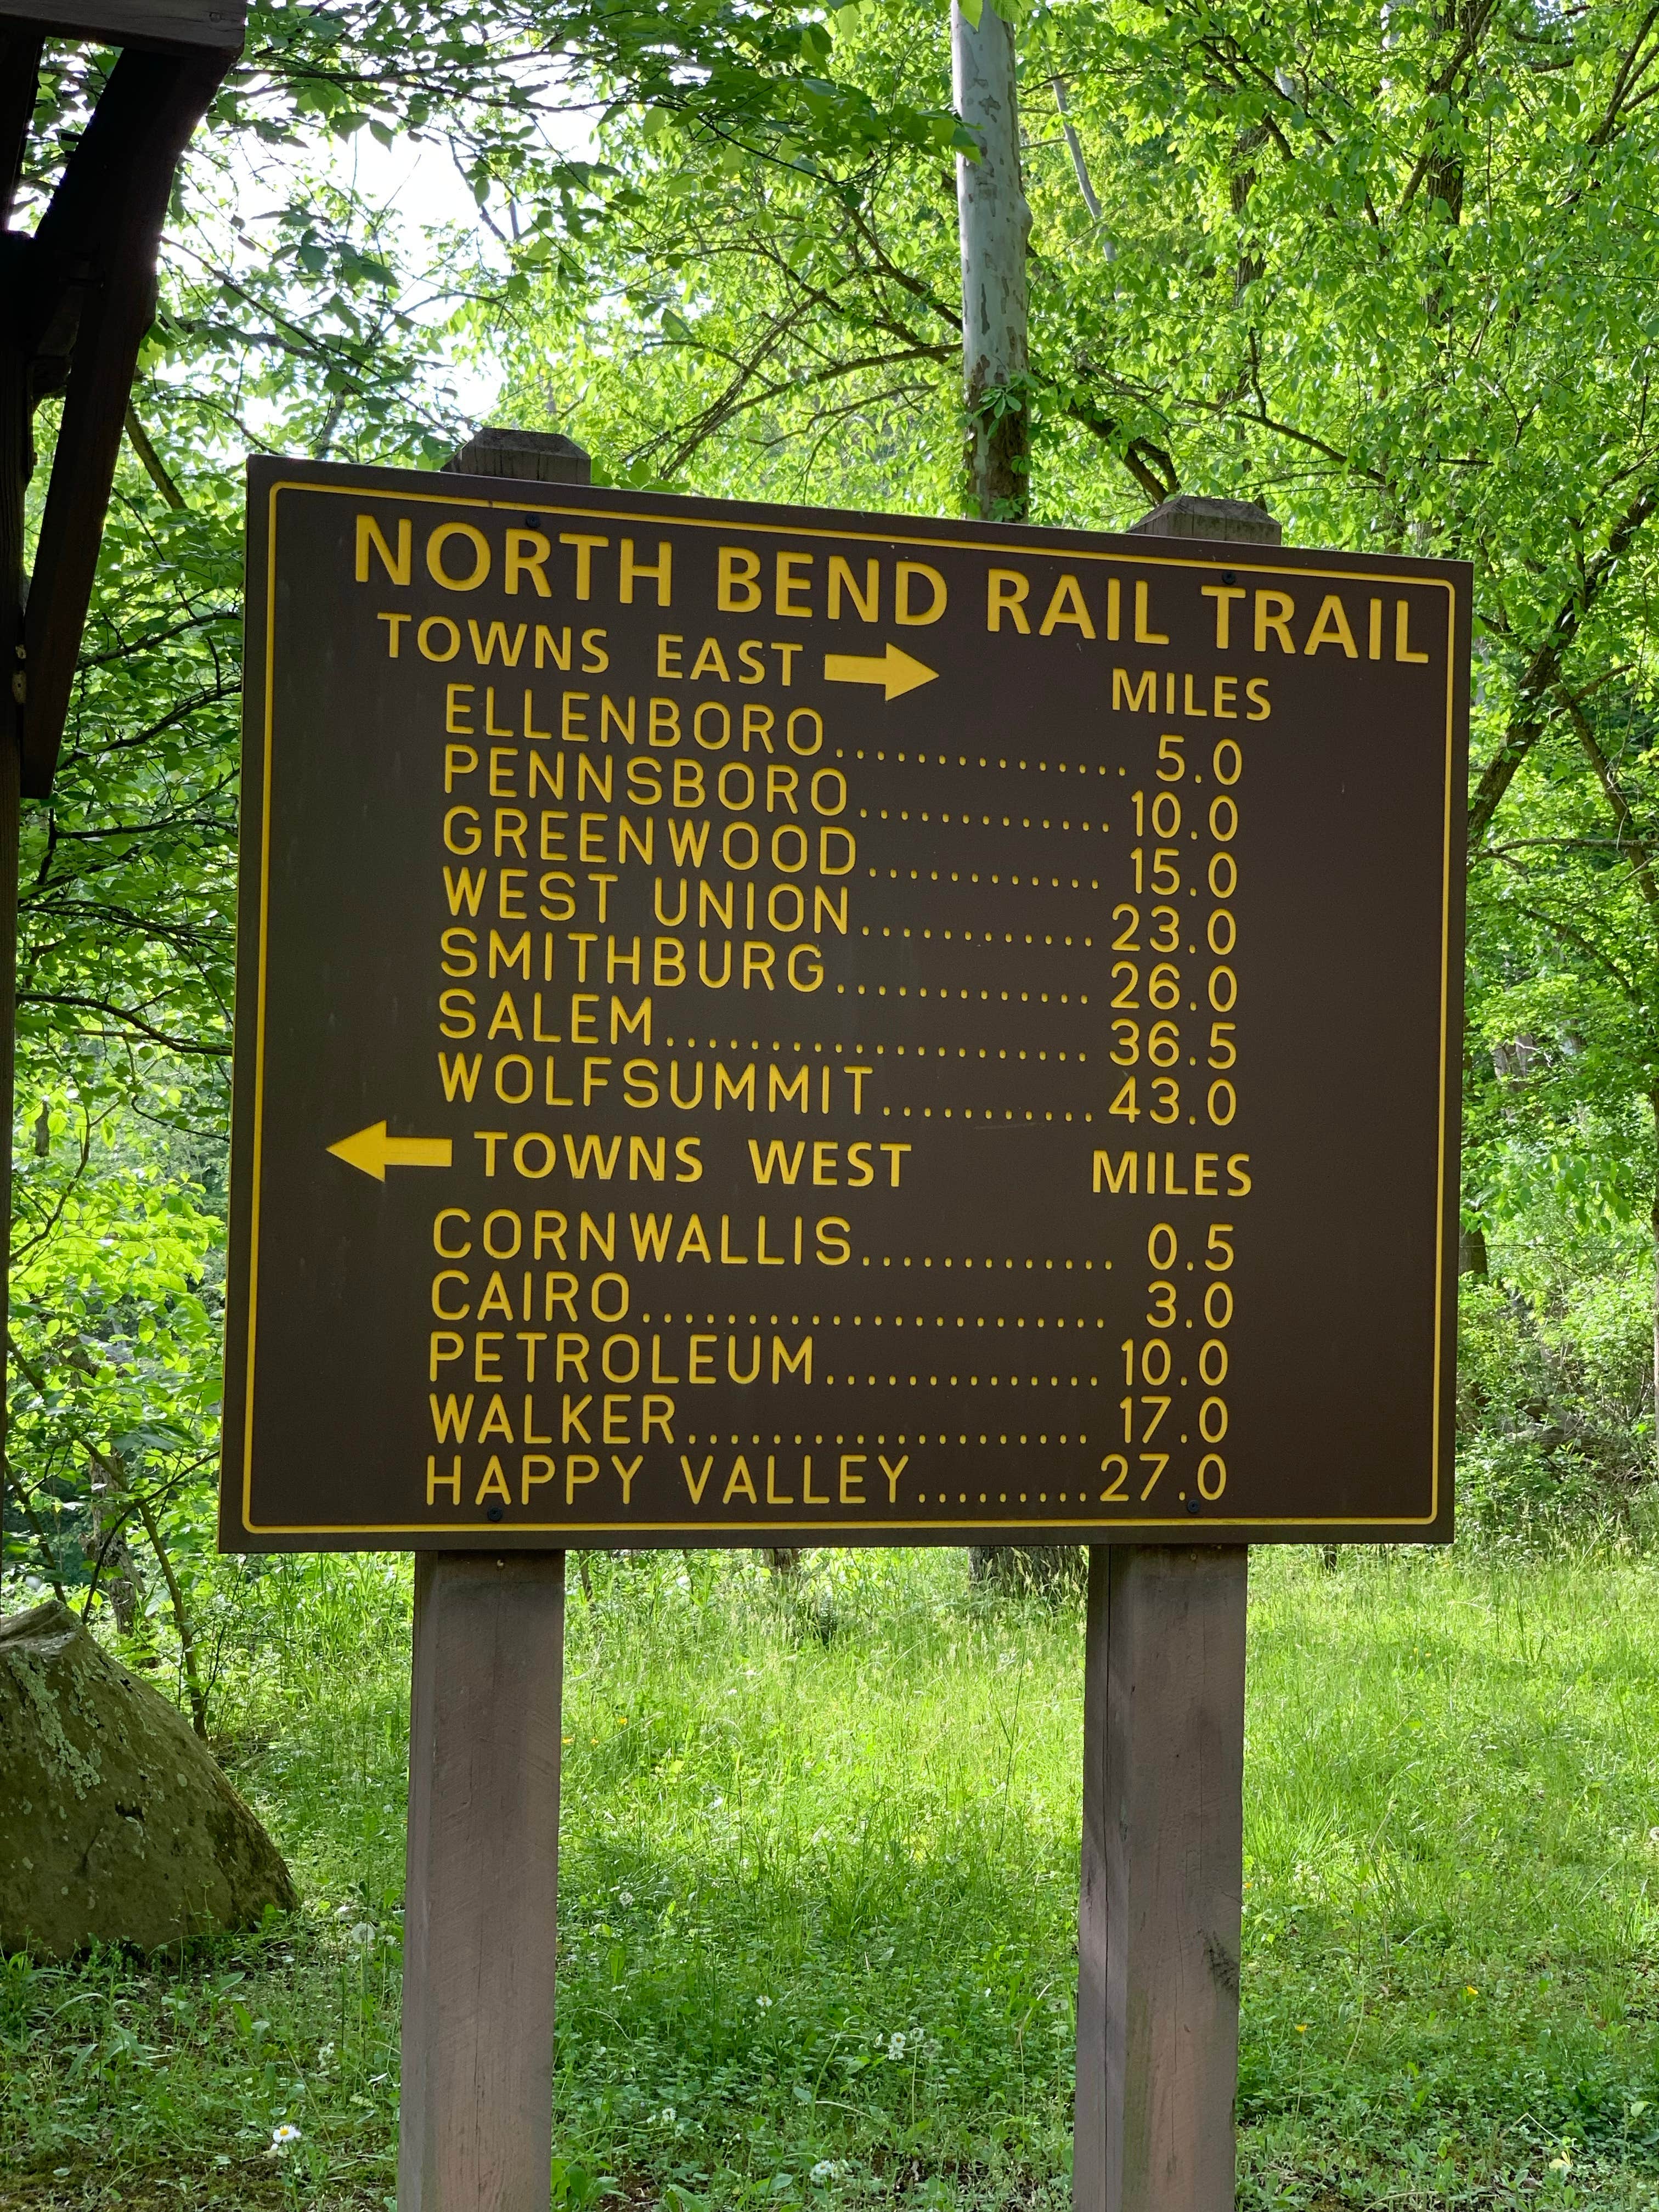 NORTH BEND RAIL TRAIL
TOWNS EAST → MILES
ELLENBORO.............. 5.0
PENNSBORO............ 10.0
GREENWOOD........... 15.0
WEST UNION........... 23.0
SMITHBURG............ 26.0
SALEM.................... 36.5
WOLFSUMMIT.......... 43.0
← TOWNS WEST MILES
CORNWALLIS............ 0.5
CAIRO...................... 3.0
PETROLEUM............. 10.0
WALKER................... 17.0
HAPPY VALLEY......... 27.0